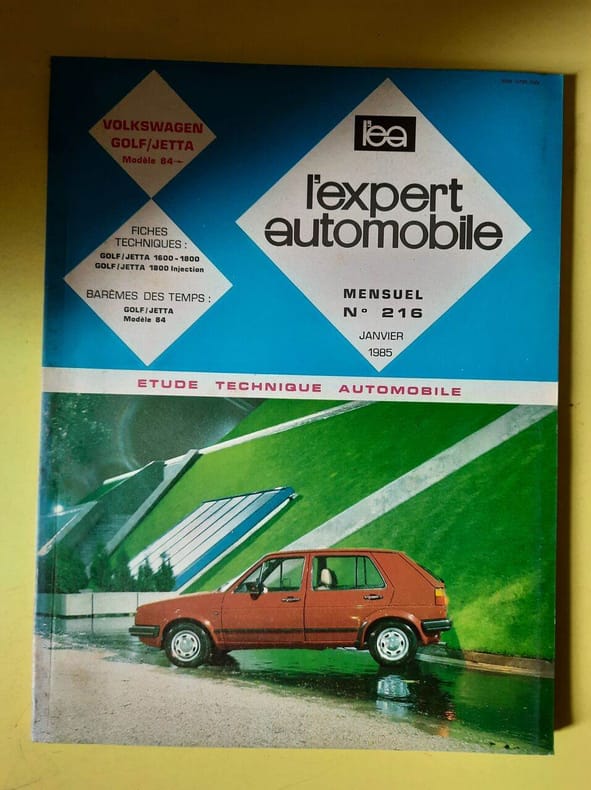 VOLKSWAGEN
GOLF/JETTA
Modèle 84→
FICHES
TECHNIQUES :
GOLF/JETTA 1600-1800
GOLF/JETTA 1800 Injection
BARÈMES DES TEMPS :
GOLF/JETTA
Modèle 84
l'ea
l'expert
automobile
MENSUEL
N° 216
JANVIER
1985
ETUDE TECHNIQUE AUTOMOBILE